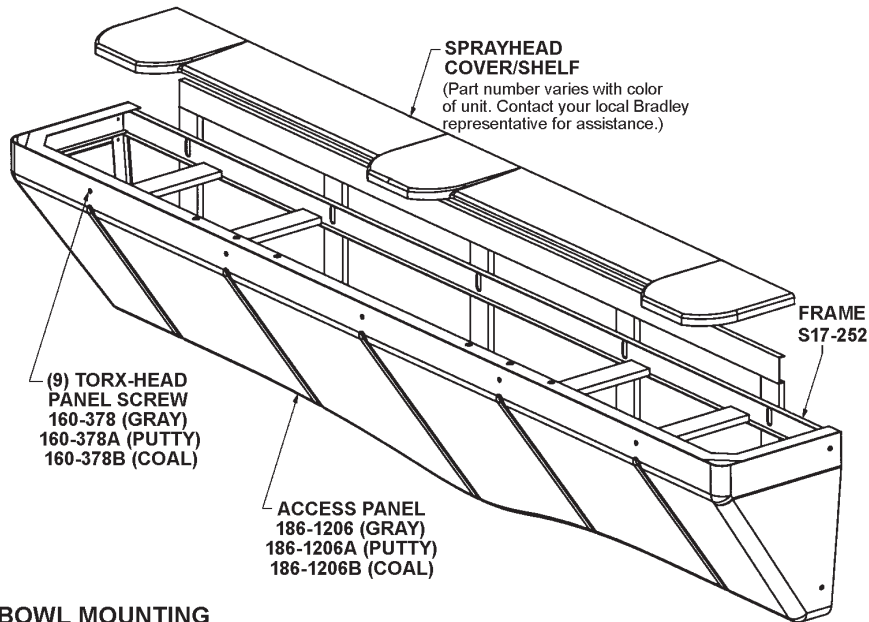 SPRAYHEAD
COVER/SHELF
(Part number varies with color
of unit. Contact your local Bradley
representative for assistance.)
FRAME
S17-252
(9) TORX-HEAD
PANEL SCREW
160-378 (GRAY)
160-378A (PUTTY)
160-378B (COAL)
ACCESS PANEL
186-1206 (GRAY)
186-1206A (PUTTY)
186-1206B (COAL)
BOWL MOUNTING